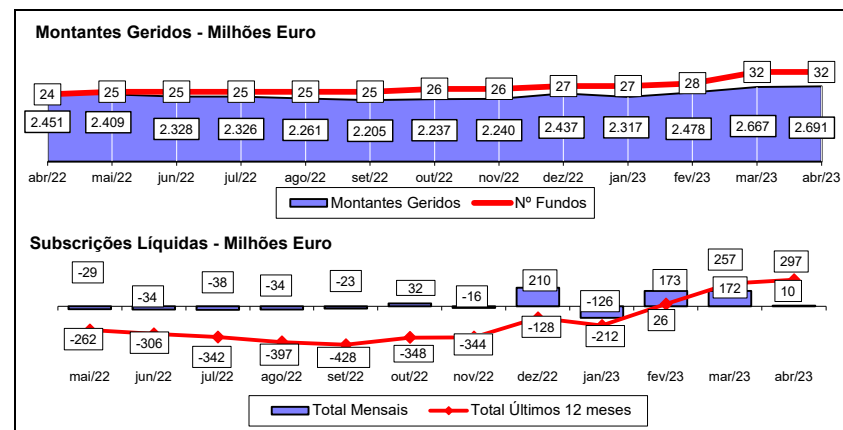 Montantes Geridos - Milhões Euro
24 25 25 25 25 25 26 26 27 27 28 32 32
2.451 2.409 2.328 2.326 2.261 2.205 2.237 2.240 2.437 2.317 2.478 2.667 2.691
abr/22 mai/22 jun/22 jul/22 ago/22 set/22 out/22 nov/22 dez/22 jan/23 fev/23 mar/23 abr/23
Montantes Geridos Nº Fundos
Subscrições Líquidas - Milhões Euro
-29 -34 -38 -34 -23 32 -16 210 -126 173 172 10
-262 -306 -342 -397 -428 -348 -344 -128 -212 26 257 297
mai/22 jun/22 jul/22 ago/22 set/22 out/22 nov/22 dez/22 jan/23 fev/23 mar/23 abr/23
Total Mensais Total Últimos 12 meses